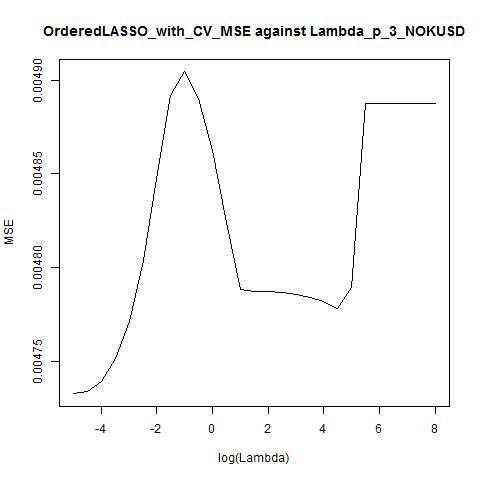 OrderedLASSO_with_CV_MSE against Lambda_p_3_NOKUSD
MSE
0.00490
0.00485
0.00480
0.00475
-4 -2 0 2 4 6 8
log(Lambda)